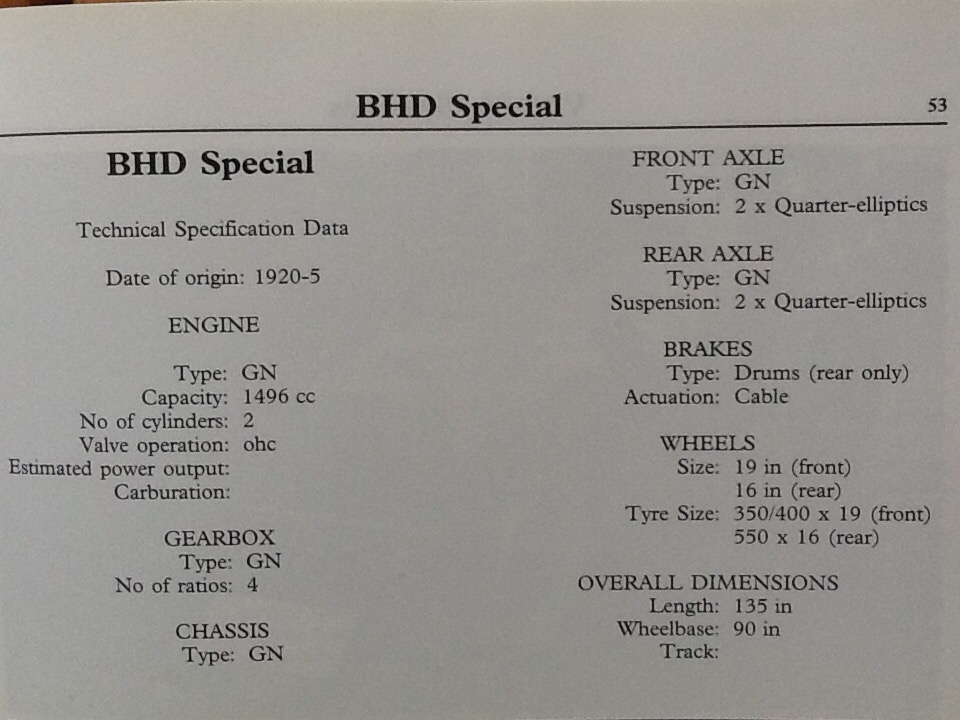 BHD Special
53
BHD Special
Technical Specification Data
Date of origin: 1920-5
ENGINE
Type: GN
Capacity: 1496 cc
No of cylinders: 2
Valve operation: ohc
Estimated power output:
Carburation:
GEARBOX
Type: GN
No of ratios: 4
CHASSIS
Type: GN
FRONT AXLE
Type: GN
Suspension: 2 x Quarter-elliptics
REAR AXLE
Type: GN
Suspension: 2 x Quarter-elliptics
BRAKES
Type: Drums (rear only)
Actuation: Cable
WHEELS
Size: 19 in (front)
16 in (rear)
Tyre Size: 350/400 x 19 (front)
550 x 16 (rear)
OVERALL DIMENSIONS
Length: 135 in
Wheelbase: 90 in
Track: